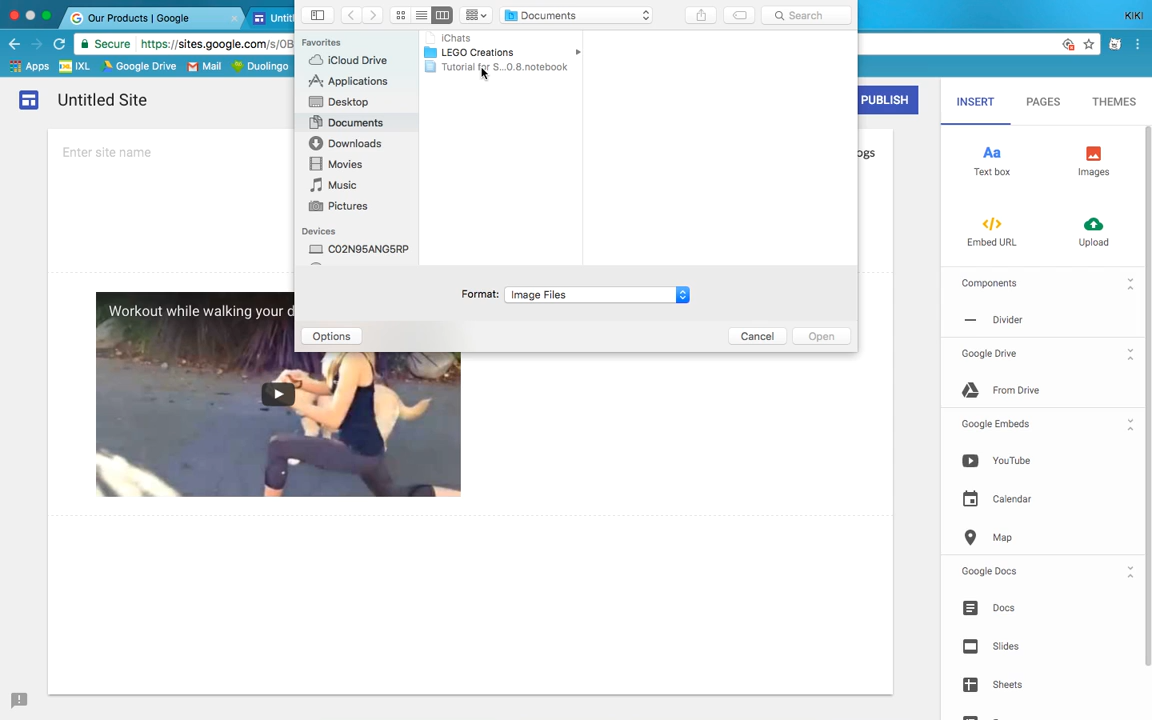 Our Products | Google
Untitl
KIKI
Secure
https://sites.google.com/s/0B
Apps
IXL
Google Drive
Mail
Duolingo
Documents
Search
Favorites
iCloud Drive
Applications
Desktop
Documents
Downloads
Movies
Music
Pictures
Devices
C02N95ANG5RP
iChats
LEGO Creations
Tutorial for S...0.8.notebook
Format:
Image Files
Options
Cancel
Open
Untitled Site
PUBLISH
Enter site name
ogs
Workout while walking your d
INSERT
PAGES
THEMES
Aa
Text box
Images
Embed URL
Upload
Components
Divider
Google Drive
From Drive
Google Embeds
YouTube
Calendar
Map
Google Docs
Docs
Slides
Sheets